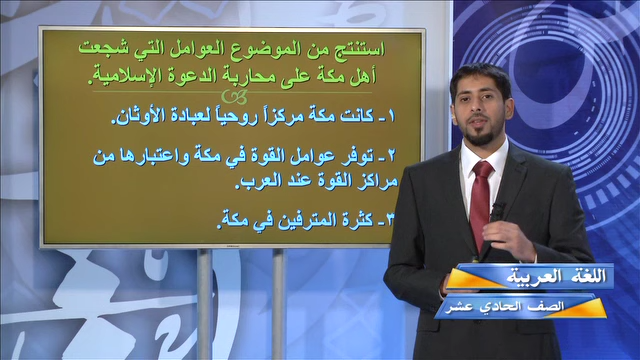 استنتج من الموضوع العوامل التي شجعت
أهل مكة على محاربة الدعوة الإسلامية.
١- كانت مكة مركزاً روحياً لعبادة الأوثان.
٢- توفر عوامل القوة في مكة واعتبارها من
مراكز القوة عند العرب.
٣- كثرة المترفين في مكة.
اللغة العربية
الصف الحادي عشر